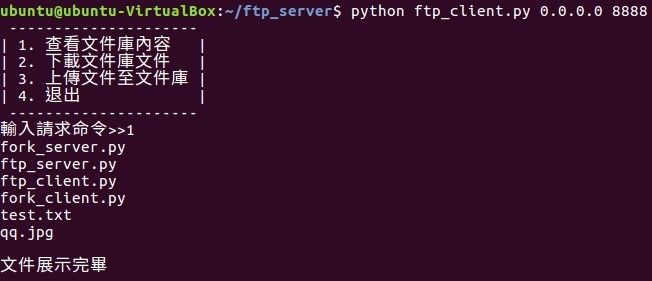 ubuntu@ubuntu-VirtualBox:~/ftp_server$ python ftp_client.py 0.0.0.0 8888
 ---------------------
| 1. 查看文件庫內容   |
| 2. 下載文件庫文件   |
| 3. 上傳文件至文件庫 |
| 4. 退出             |
 ---------------------
輸入請求命令>>1
fork_server.py
ftp_server.py
ftp_client.py
fork_client.py
test.txt
qq.jpg
文件展示完畢